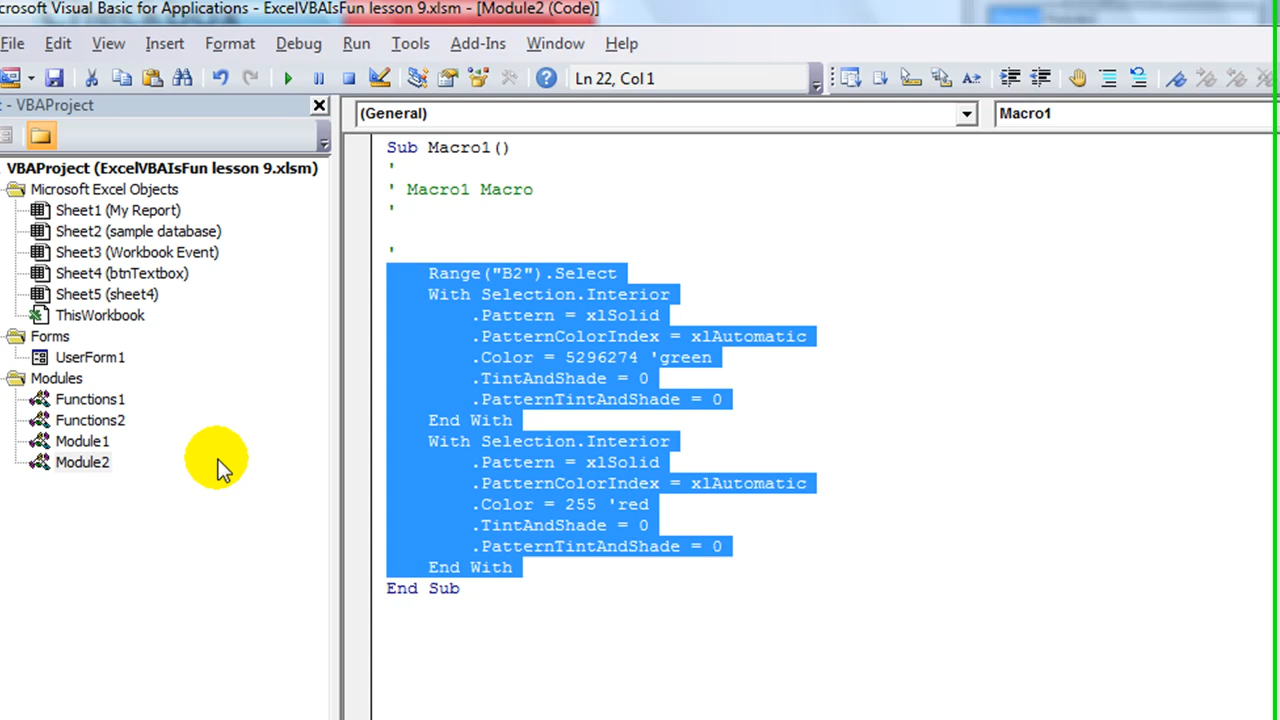 crosoft Visual Basic for Applications - ExcelVBAIsFun lesson 9.xlsm - [Module2 (Code)]
File Edit View Insert Format Debug Run Tools Add-Ins Window Help
Ln 22, Col 1
t - VBAProject
(General)
Macro1
VBAProject (ExcelVBAIsFun lesson 9.xlsm)
Microsoft Excel Objects
Sheet1 (My Report)
Sheet2 (sample database)
Sheet3 (Workbook Event)
Sheet4 (btnTextbox)
Sheet5 (sheet4)
ThisWorkbook
Forms
UserForm1
Modules
Functions1
Functions2
Module1
Module2
Sub Macro1()
'
' Macro1 Macro
'
'
Range("B2").Select
With Selection.Interior
.Pattern = xlSolid
.PatternColorIndex = xlAutomatic
.Color = 5296274 'green
.TintAndShade = 0
.PatternTintAndShade = 0
End With
With Selection.Interior
.Pattern = xlSolid
.PatternColorIndex = xlAutomatic
.Color = 255 'red
.TintAndShade = 0
.PatternTintAndShade = 0
End With
End Sub